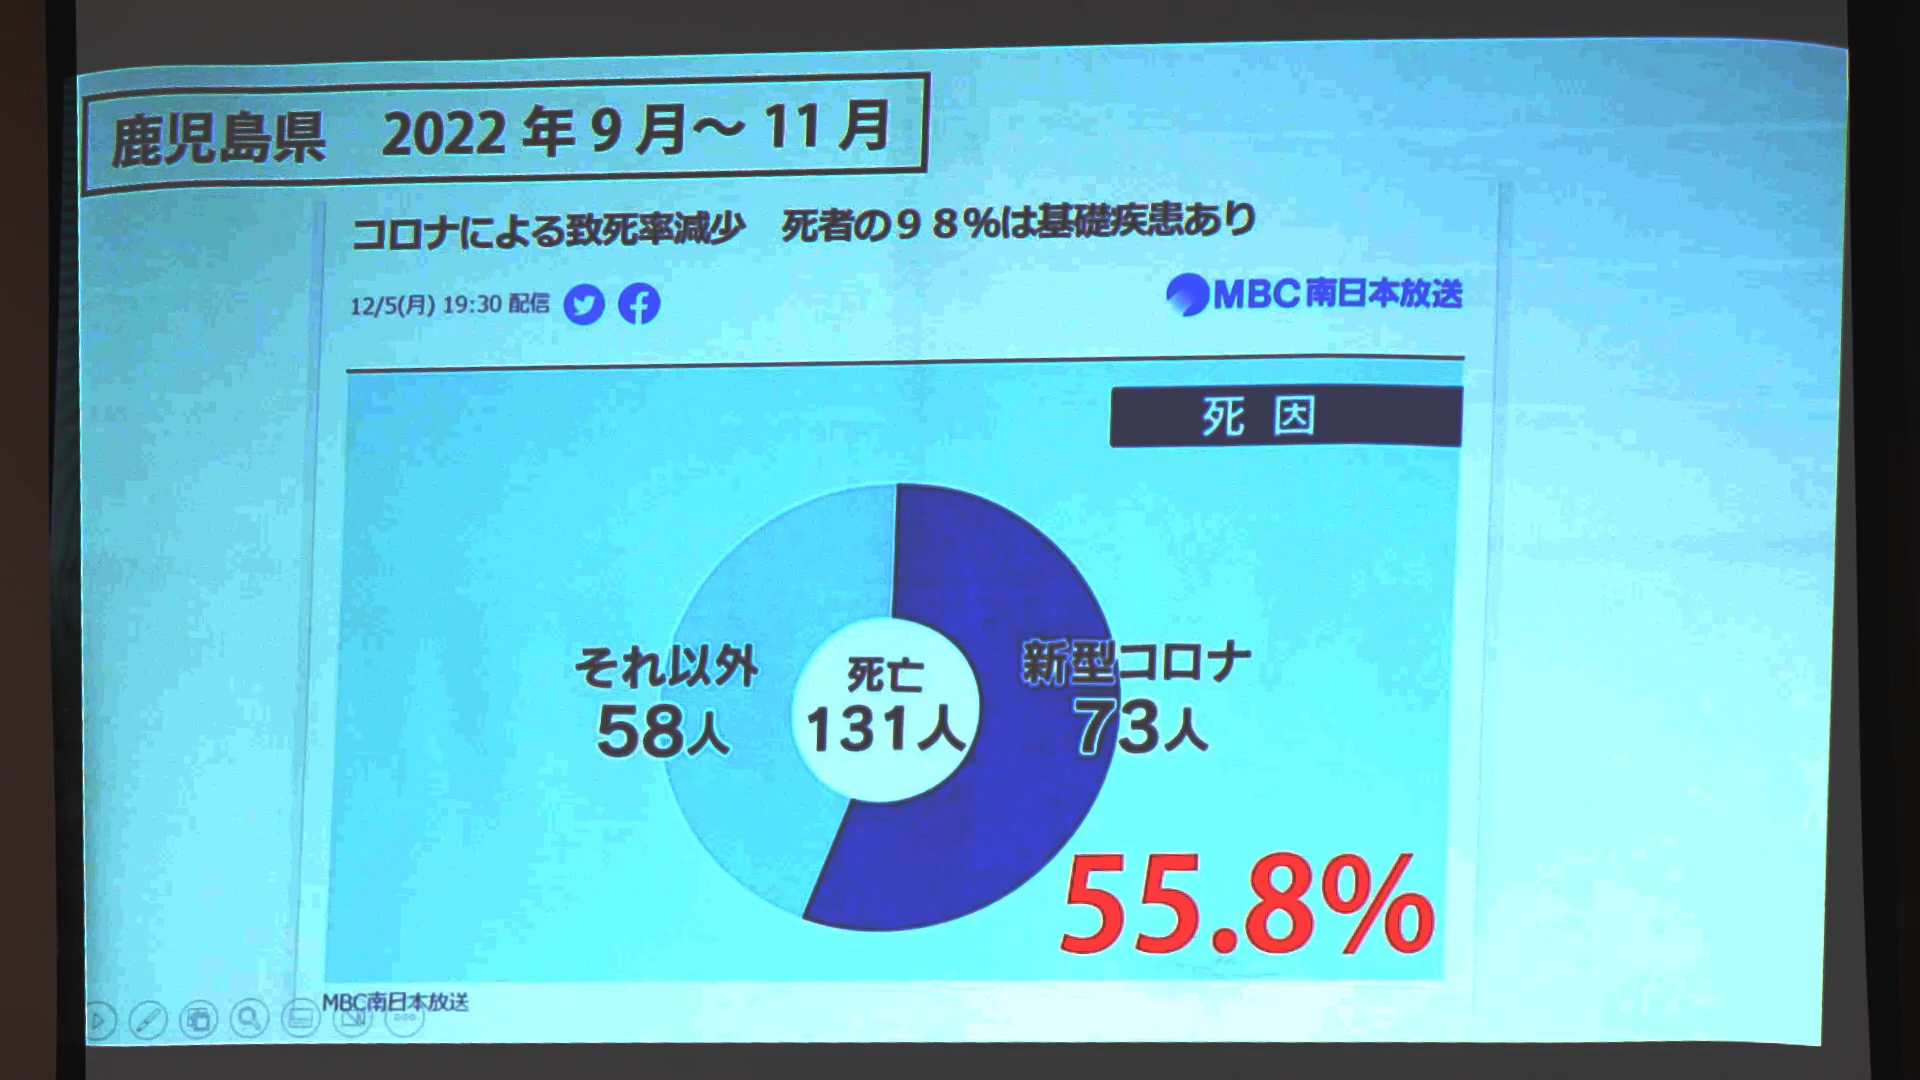 鹿児島県　2022年9月～11月
コロナによる致死率減少　死者の98%は基礎疾患あり
12/5(月) 19:30 配信
MBC南日本放送
死因
それ以外
58人
死亡
131人
新型コロナ
73人
55.8%
MBC南日本放送